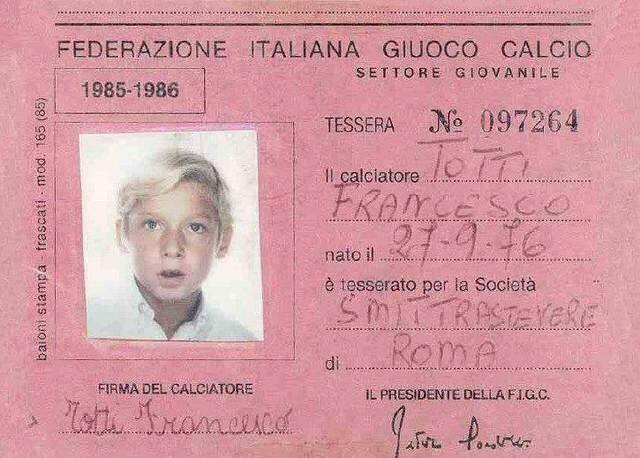 FEDERAZIONE ITALIANA GIUOCO CALCIO
SETTORE GIOVANILE
1985-1986
TESSERA № 097264
Il calciatore TOTTI
FRANCESCO
nato il 27-9-76
è tesserato per la Società
SMIT TRASTEVERE
di ROMA
FIRMA DEL CALCIATORE
Totti Francesco
IL PRESIDENTE DELLA F.I.G.C.
baioni stampa - frascati - mod. 165 (85)